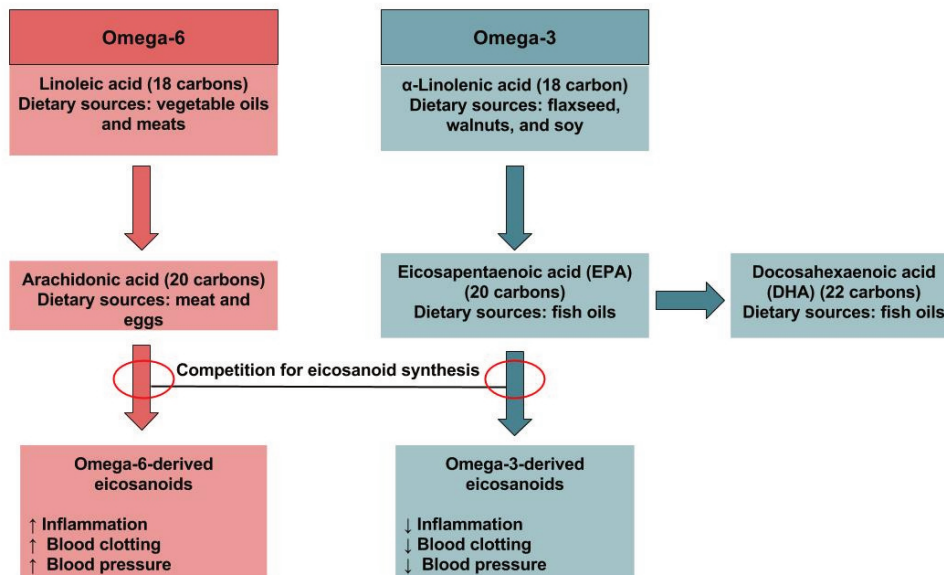 Omega-6
Linoleic acid (18 carbons)
Dietary sources: vegetable oils
and meats
Omega-3
α-Linolenic acid (18 carbon)
Dietary sources: flaxseed,
walnuts, and soy
Arachidonic acid (20 carbons)
Dietary sources: meat and
eggs
Eicosapentaenoic acid (EPA)
(20 carbons)
Dietary sources: fish oils
Docosahexaenoic acid
(DHA) (22 carbons)
Dietary sources: fish oils
Competition for eicosanoid synthesis
Omega-6-derived
eicosanoids
↑ Inflammation
↑ Blood clotting
↑ Blood pressure
Omega-3-derived
eicosanoids
↓ Inflammation
↓ Blood clotting
↓ Blood pressure